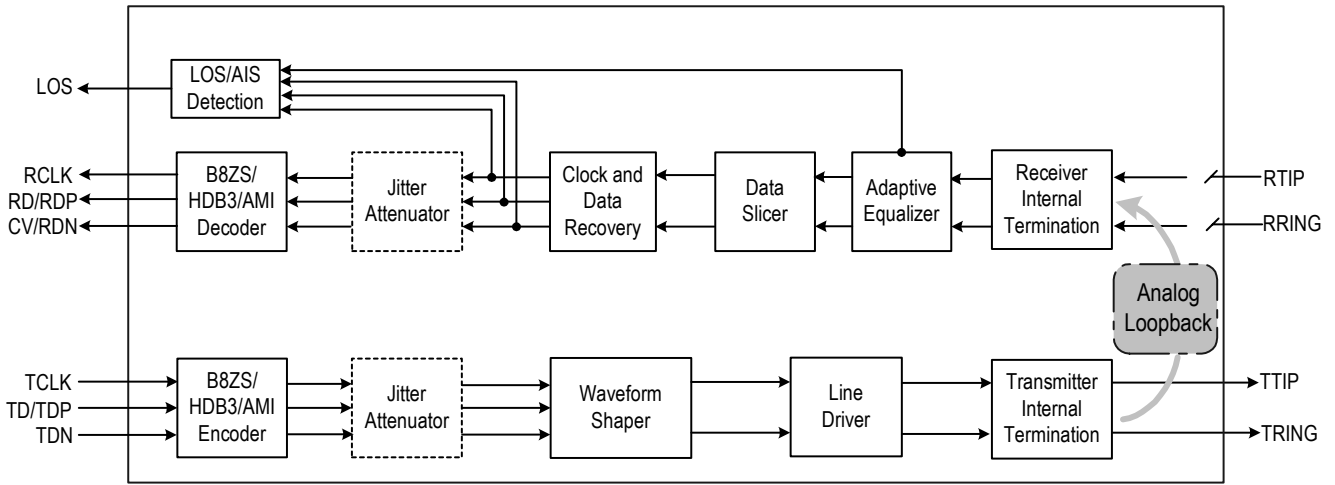 LOS
LOS/AIS
Detection
RCLK
RD/RDP
CV/RDN
B8ZS/
HDB3/AMI
Decoder
Jitter
Attenuator
Clock and
Data
Recovery
Data
Slicer
Adaptive
Equalizer
Receiver
Internal
Termination
RTIP
RRING
Analog
Loopback
TCLK
TD/TDP
TDN
B8ZS/
HDB3/AMI
Encoder
Jitter
Attenuator
Waveform
Shaper
Line
Driver
Transmitter
Internal
Termination
TTIP
TRING